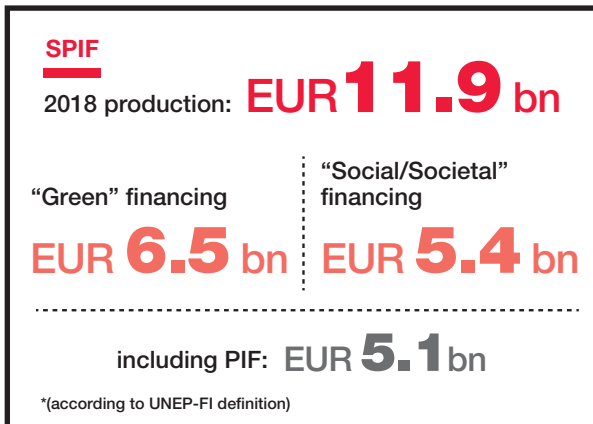 SPIF
2018 production: EUR 11.9 bn
“Green” financing
EUR 6.5 bn
“Social/Societal”
financing
EUR 5.4 bn
including PIF: EUR 5.1 bn
*(according to UNEP-FI definition)